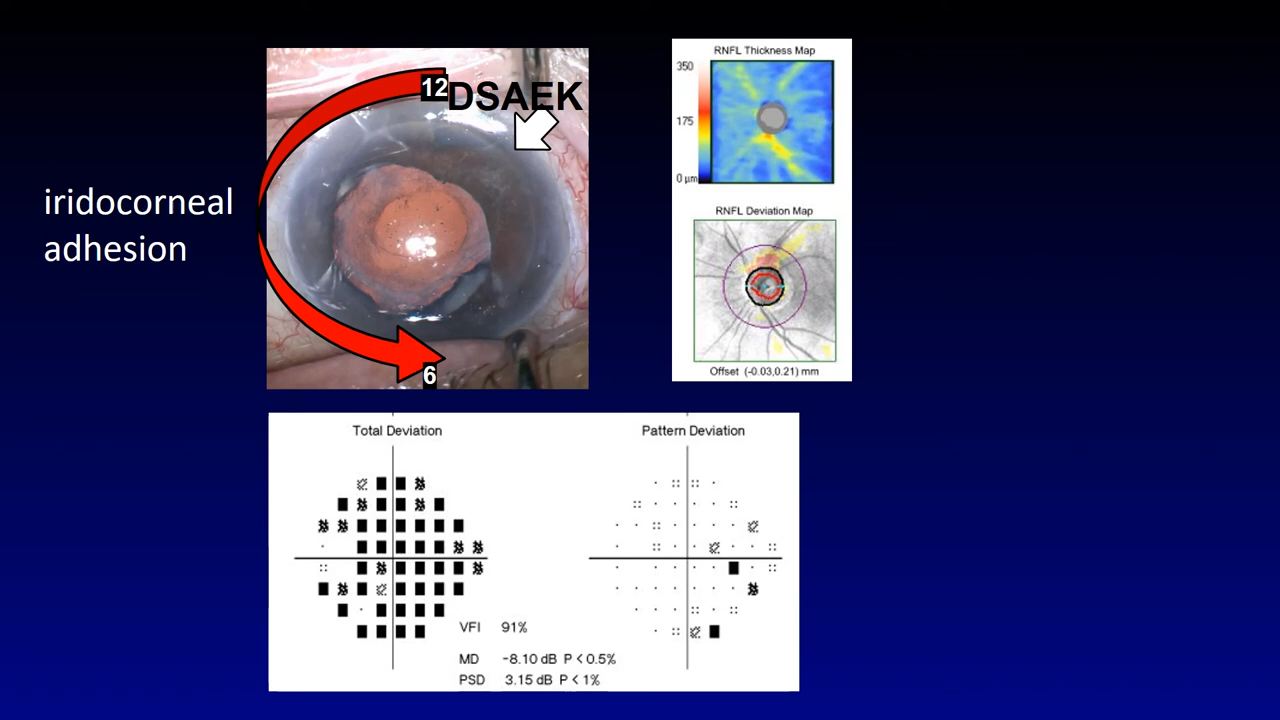 iridocorneal
adhesion
12
DSAEK
6
RNFL Thickness Map
350
175
0 µm
RNFL Deviation Map
Offset (-0.03,0.21) mm
Total Deviation
Pattern Deviation
VFI 91%
MD -8.10 dB P < 0.5%
PSD 3.15 dB P < 1%